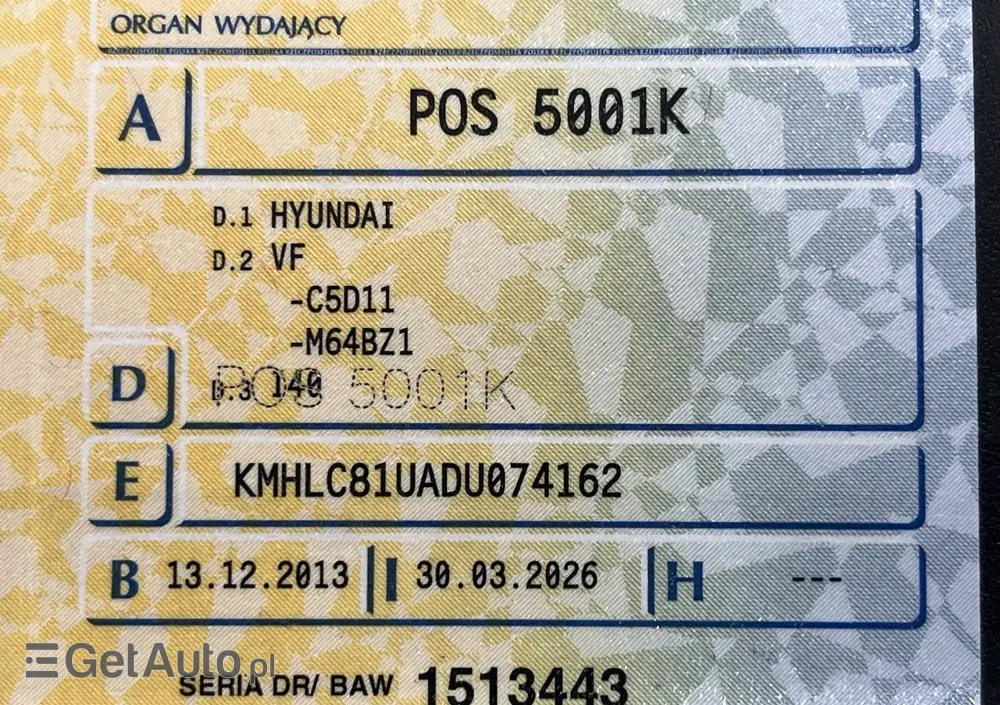 ORGAN WYDAJĄCY
A POS 5001K
D.1 HYUNDAI
D.2 VF
-C5D11
-M64BZ1
D D.3 140 POS 5001K
E KMHLC81UADU074162
B 13.12.2013 I 30.03.2026 H ---
GetAuto.pl
SERIA DR/ BAW 1513443